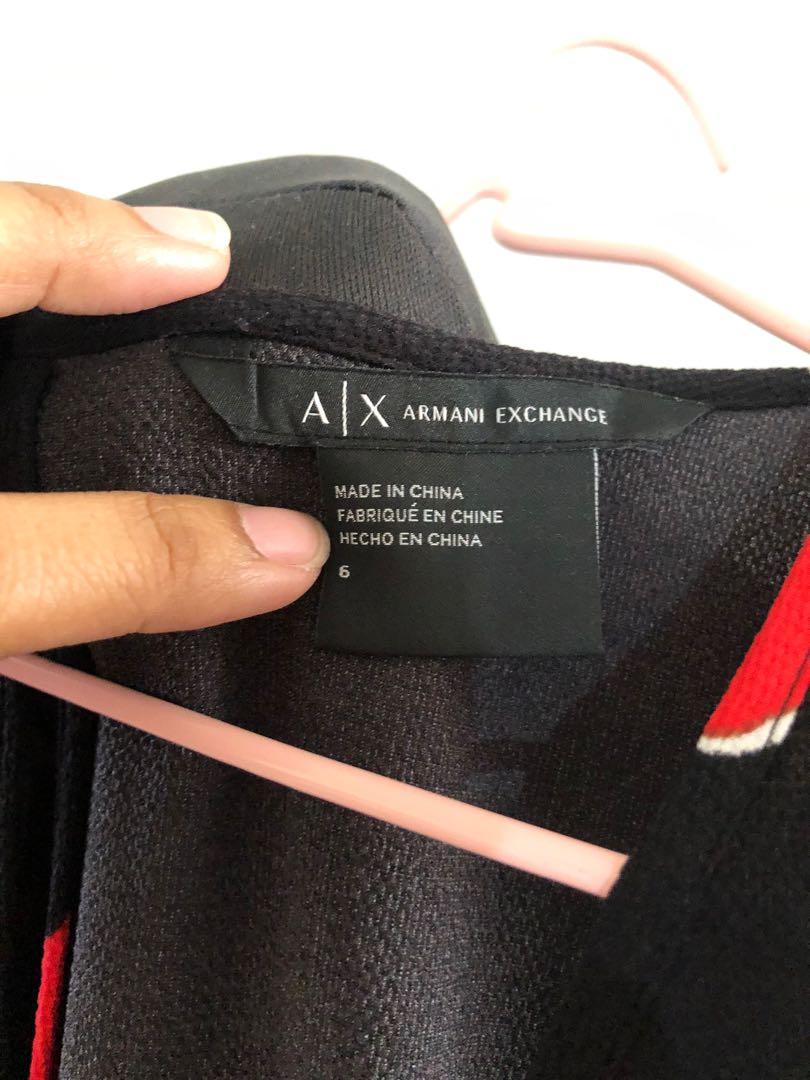 A|X ARMANI EXCHANGE
MADE IN CHINA
FABRIQUÉ EN CHINE
HECHO EN CHINA
6